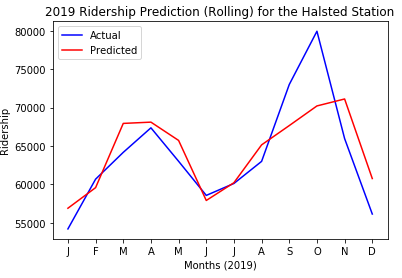 2019 Ridership Prediction (Rolling) for the Halsted Station
Actual
Predicted
Ridership
80000
75000
70000
65000
60000
55000
J F M A M J J A S O N D
Months (2019)